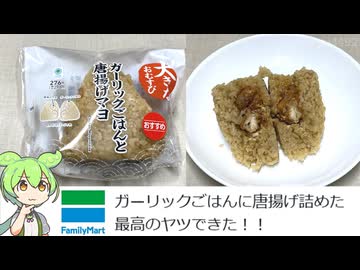 大きな
おむすび
ガーリックごはんと
唐揚げマヨ
おすすめ
276
FamilyMart
ガーリックごはんに唐揚げ詰めた
最高のヤツできた！！